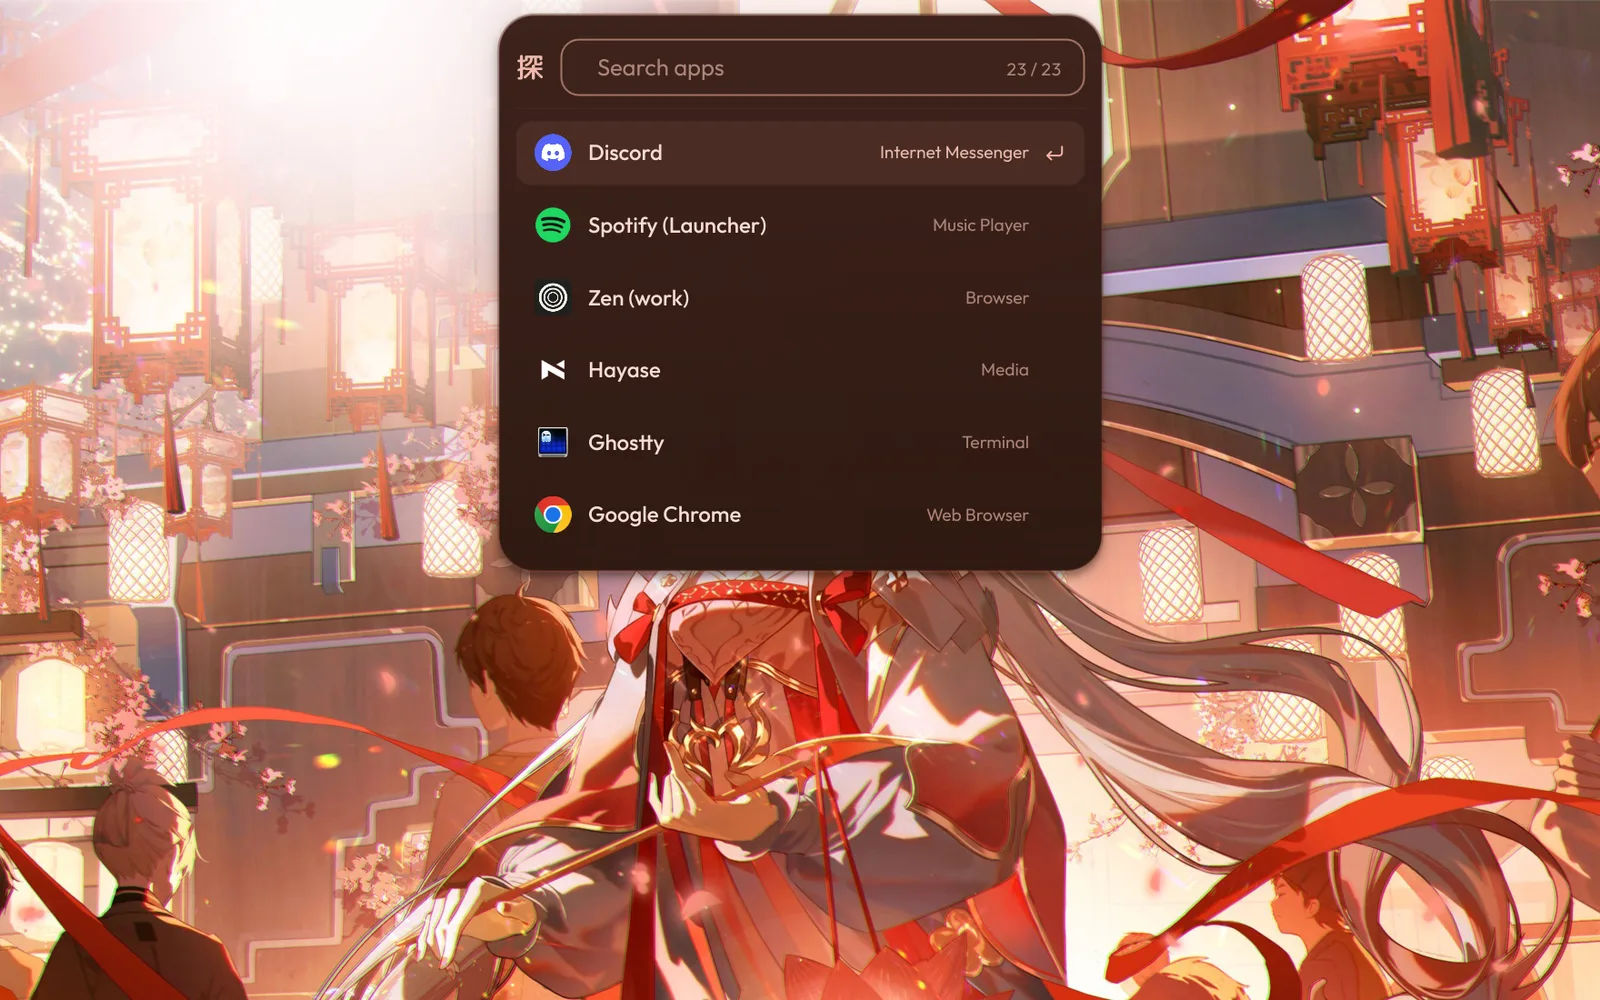 探 Search apps 23 / 23
Discord Internet Messenger
Spotify (Launcher) Music Player
Zen (work) Browser
Hayase Media
Ghostty Terminal
Google Chrome Web Browser